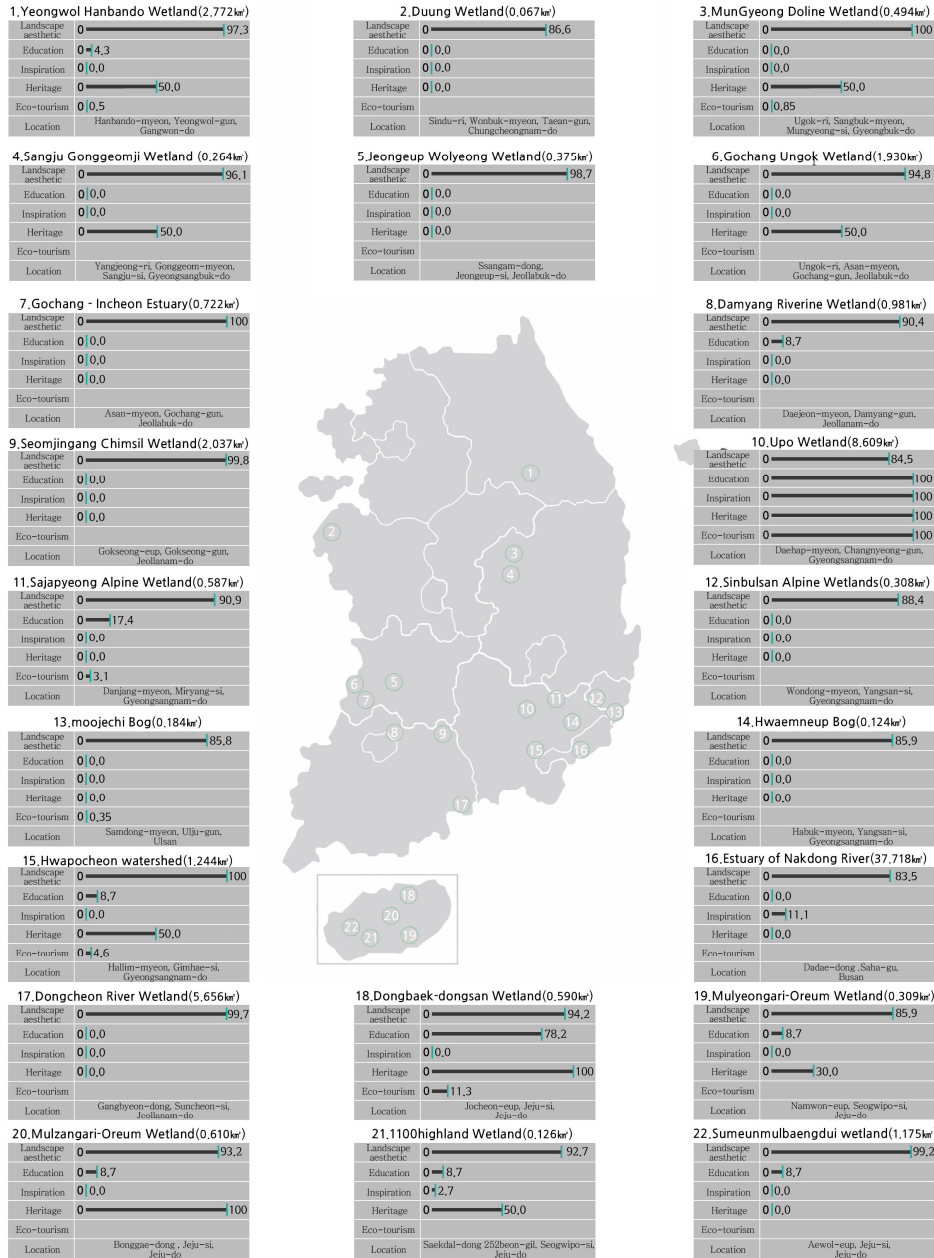 1.Yeongwol Hanbando Wetland(2.772㎢)
Landscape aesthetic 0 97.3
Education 0 4.3
Inspiration 0 0.0
Heritage 0 50.0
Eco-tourism 0 0.5
Location Hanbando-myeon, Yeongwol-gun,
Gangwon-do
2.Duung Wetland(0.067㎢)
Landscape aesthetic 0 86.6
Education 0 0.0
Inspiration 0 0.0
Heritage 0 0.0
Eco-tourism
Location Sindu-ri, Wonbuk-myeon, Taean-gun,
Chungcheongnam-do
3.MunGyeong Doline Wetland(0.494㎢)
Landscape aesthetic 0 100
Education 0 0.0
Inspiration 0 0.0
Heritage 0 50.0
Eco-tourism 0 0.85
Location Ugok-ri, Sangbuk-myeon,
Mungyeong-si, Gyeongbuk-do
4.Sangju Gonggeomji Wetland (0.264㎢)
Landscape aesthetic 0 96.1
Education 0 0.0
Inspiration 0 0.0
Heritage 0 50.0
Eco-tourism
Location Yangjeong-ri, Gonggeom-myeon,
Sangju-si, Gyeongsangbuk-do
5.Jeongeup Wolyeong Wetland(0.375㎢)
Landscape aesthetic 0 98.7
Education 0 0.0
Inspiration 0 0.0
Heritage 0 0.0
Eco-tourism
Location Ssangam-dong,
Jeongeup-si, Jeollabuk-do
6.Gochang Ungok Wetland(1.930㎢)
Landscape aesthetic 0 94.8
Education 0 0.0
Inspiration 0 0.0
Heritage 0 50.0
Eco-tourism
Location Ungok-ri, Asan-myeon,
Gochang-gun, Jeollabuk-do
7.Gochang - Incheon Estuary(0.722㎢)
Landscape aesthetic 0 100
Education 0 0.0
Inspiration 0 0.0
Heritage 0 0.0
Eco-tourism
Location Asan-myeon, Gochang-gun,
Jeollabuk-do
8.Damyang Riverine Wetland(0.981㎢)
Landscape aesthetic 0 90.4
Education 0 8.7
Inspiration 0 0.0
Heritage 0 0.0
Eco-tourism
Location Daejeon-myeon, Damyang-gun,
Jeollanam-do
9.Seomjingang Chimsil Wetland(2.037㎢)
Landscape aesthetic 0 99.8
Education 0 0.0
Inspiration 0 0.0
Heritage 0 0.0
Eco-tourism
Location Gokseong-eup, Gokseong-gun,
Jeollanam-do
10.Upo Wetland(8.609㎢)
Landscape aesthetic 0 84.5
Education 0 100
Inspiration 0 100
Heritage 0 100
Eco-tourism 0 100
Location Daehap-myeon, Changnyeong-gun,
Gyeongsangnam-do
11.Sajapyeong Alpine Wetland(0.587㎢)
Landscape aesthetic 0 90.9
Education 0 17.4
Inspiration 0 0.0
Heritage 0 0.0
Eco-tourism 0 3.1
Location Danjang-myeon, Miryang-si,
Gyeongsangnam-do
12.Sinbulsan Alpine Wetlands(0.308㎢)
Landscape aesthetic 0 88.4
Education 0 0.0
Inspiration 0 0.0
Heritage 0 0.0
Eco-tourism
Location Wondong-myeon, Yangsan-si,
Gyeongsangnam-do
13.moojechi Bog(0.184㎢)
Landscape aesthetic 0 85.8
Education 0 0.0
Inspiration 0 0.0
Heritage 0 0.0
Eco-tourism 0 0.35
Location Samdong-myeon, Ulju-gun,
Ulsan
14.Hwaemneup Bog(0.124㎢)
Landscape aesthetic 0 85.9
Education 0 0.0
Inspiration 0 0.0
Heritage 0 0.0
Eco-tourism
Location Habuk-myeon, Yangsan-si,
Gyeongsangnam-do
15.Hwapocheon watershed(1.244㎢)
Landscape aesthetic 0 100
Education 0 8.7
Inspiration 0 0.0
Heritage 0 50.0
Eco-tourism 0 4.6
Location Hallim-myeon, Gimhae-si,
Gyeongsangnam-do
16.Estuary of Nakdong River(37.718㎢)
Landscape aesthetic 0 83.5
Education 0 0.0
Inspiration 0 11.1
Heritage 0 0.0
Eco-tourism
Location Dadae-dong ,Saha-gu,
Busan
17.Dongcheon River Wetland(5.656㎢)
Landscape aesthetic 0 99.7
Education 0 0.0
Inspiration 0 0.0
Heritage 0 0.0
Eco-tourism
Location Gangbyeon-dong, Suncheon-si,
Jeollanam-do
18.Dongbaek-dongsan Wetland(0.590㎢)
Landscape aesthetic 0 94.2
Education 0 78.2
Inspiration 0 0.0
Heritage 0 100
Eco-tourism 0 11.3
Location Jocheon-eup, Jeju-si,
Jeju-do
19.Mulyeongari-Oreum Wetland(0.309㎢)
Landscape aesthetic 0 85.9
Education 0 8.7
Inspiration 0 0.0
Heritage 0 30.0
Eco-tourism
Location Namwon-eup, Seogwipo-si,
Jeju-do
20.Mulzangari-Oreum Wetland(0.610㎢)
Landscape aesthetic 0 93.2
Education 0 8.7
Inspiration 0 0.0
Heritage 0 100
Eco-tourism
Location Bonggae-dong , Jeju-si,
Jeju-do
21.1100highland Wetland(0.126㎢)
Landscape aesthetic 0 92.7
Education 0 8.7
Inspiration 0 2.7
Heritage 0 50.0
Eco-tourism
Location Saekdal-dong 252beon-gil, Seogwipo-si,
Jeju-do
22.Sumeunmulbaengdui wetland(1.175㎢)
Landscape aesthetic 0 99.2
Education 0 8.7
Inspiration 0 0.0
Heritage 0 0.0
Eco-tourism
Location Aewol-eup, Jeju-si,
Jeju-do
1
2
3
4
5
6
7
8
9
10
11
12
13
14
15
16
17
18
19
20
21
22